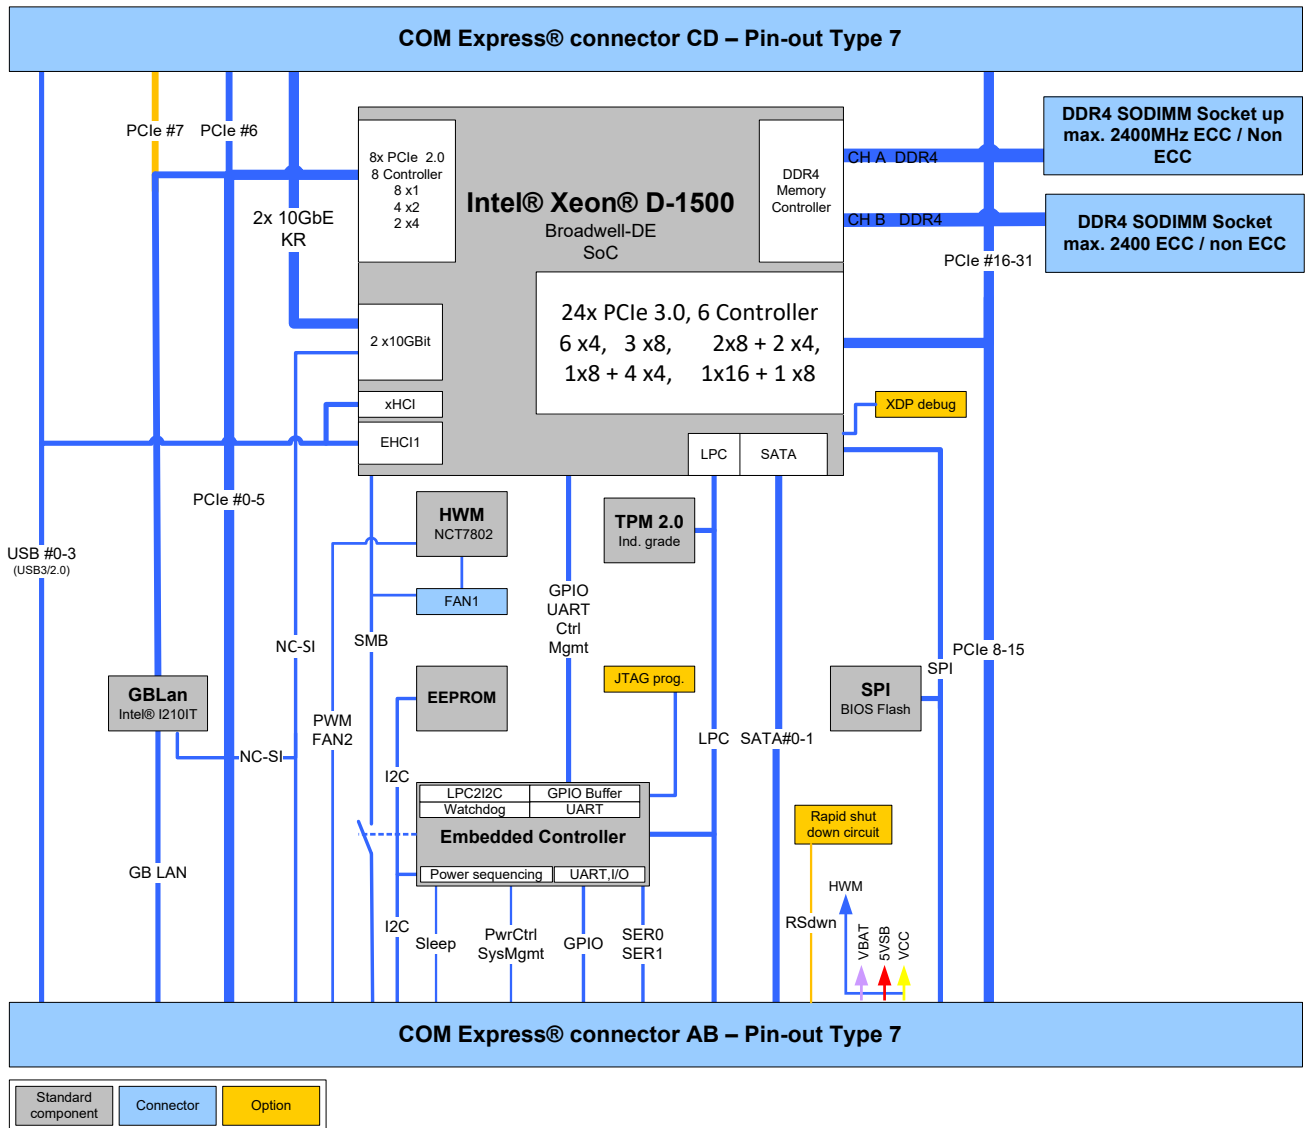 COM Express® connector CD – Pin-out Type 7
PCIe #7
PCIe #6
2x 10GbE
KR
8x PCIe 2.0
8 Controller
8 x1
4 x2
2 x4
Intel® Xeon® D-1500
Broadwell-DE
SoC
DDR4
Memory
Controller
CH A DDR4
CH B DDR4
DDR4 SODIMM Socket up
max. 2400MHz ECC / Non
ECC
DDR4 SODIMM Socket
max. 2400 ECC / non ECC
PCIe #16-31
24x PCIe 3.0, 6 Controller
6 x4, 3 x8, 2x8 + 2 x4,
1x8 + 4 x4, 1x16 + 1 x8
2 x10GBit
xHCI
EHCI1
LPC
SATA
XDP debug
PCIe #0-5
USB #0-3
(USB3/2.0)
HWM
NCT7802
FAN1
TPM 2.0
Ind. grade
GPIO
UART
Ctrl
Mgmt
NC-SI
SMB
PCIe 8-15
SPI
GBLan
Intel® I210IT
EEPROM
JTAG prog.
SPI
BIOS Flash
PWM
FAN2
NC-SI
I2C
LPC
SATA#0-1
LPC2I2C
GPIO Buffer
Watchdog
UART
Embedded Controller
Power sequencing
UART,I/O
Rapid shut
down circuit
GB LAN
I2C
Sleep
PwrCtrl
SysMgmt
GPIO
SER0
SER1
RSdwn
HWM
VBAT
5VSB
VCC
COM Express® connector AB – Pin-out Type 7
Standard
component
Connector
Option